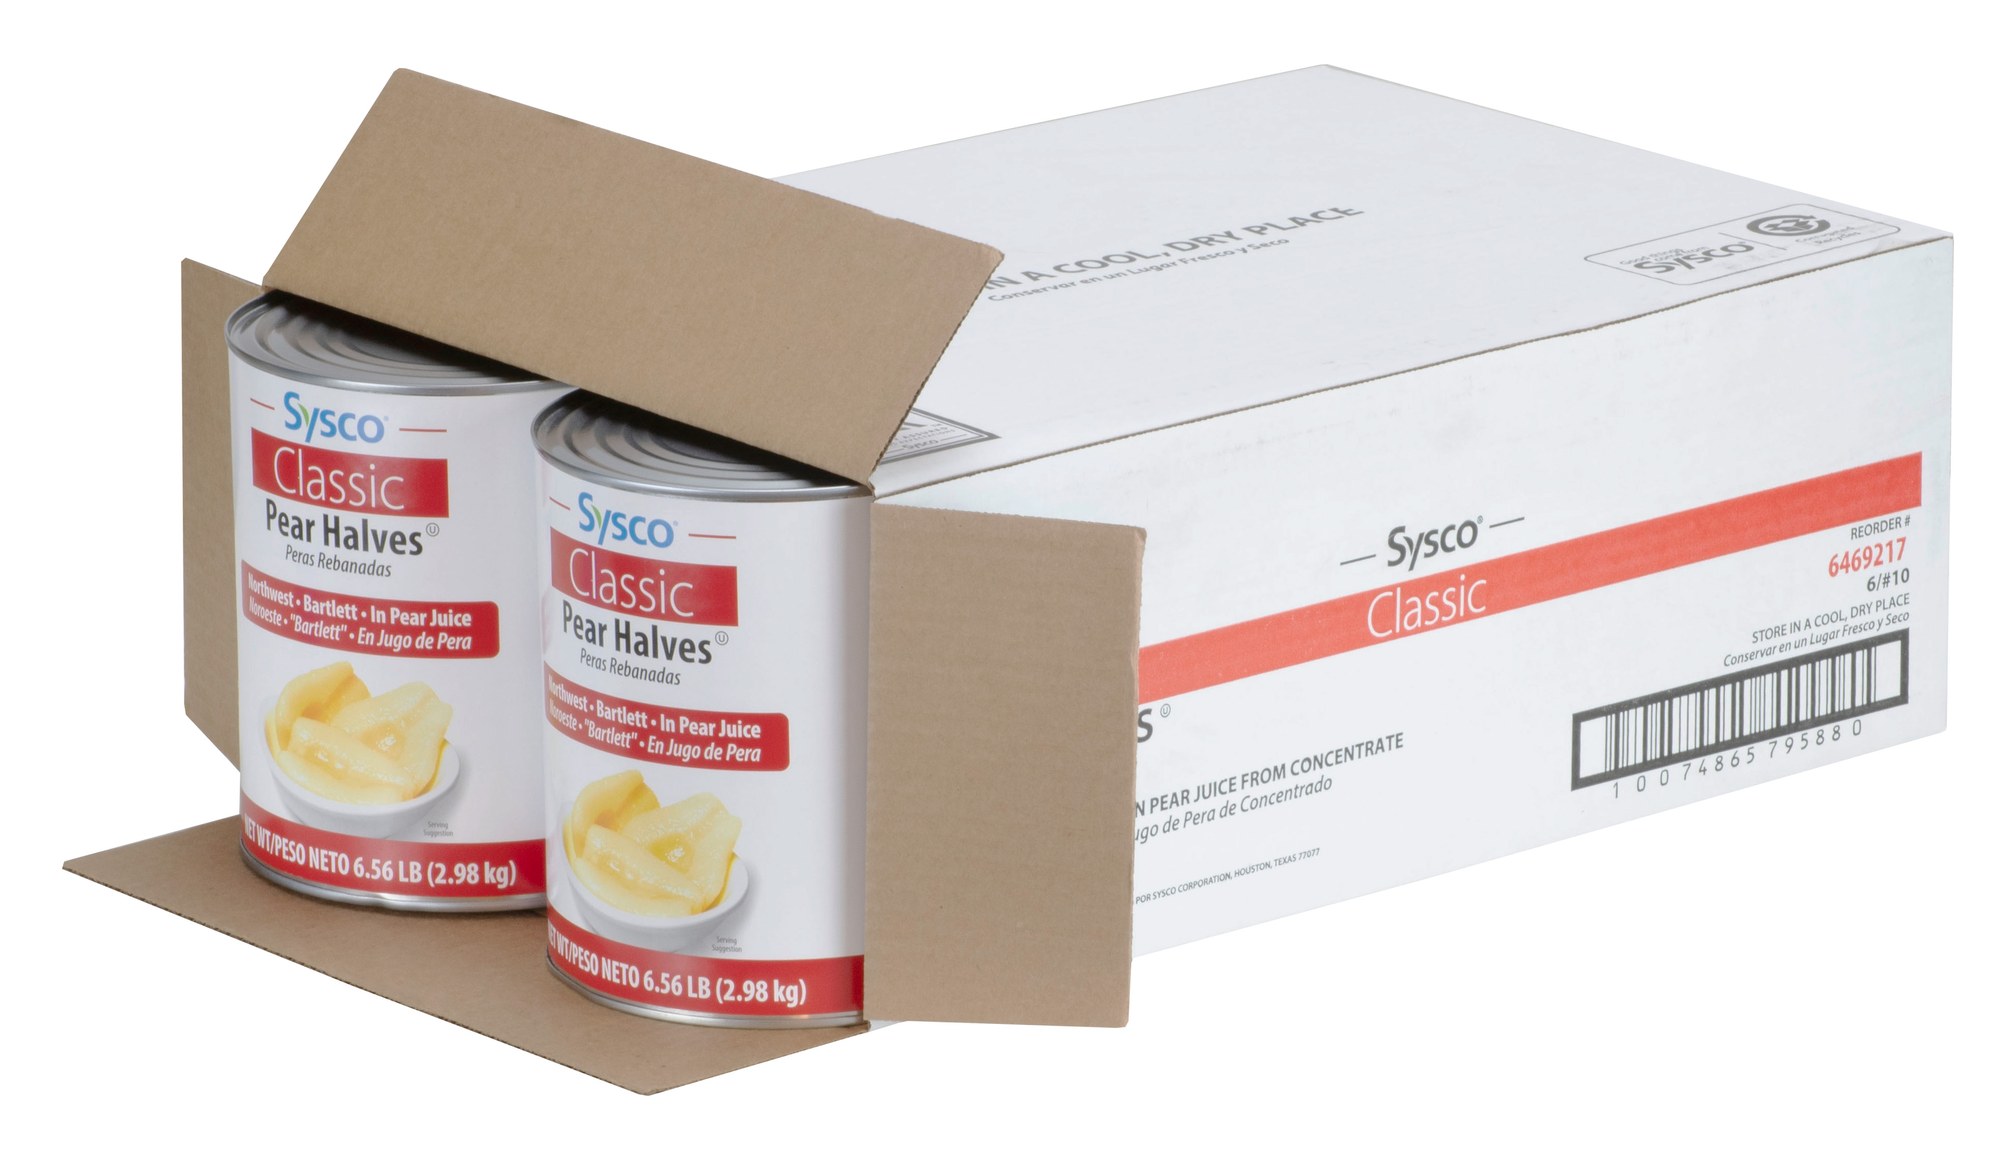 IN A COOL, DRY PLACE
Conservar en un Lugar Fresco y Seco
Sysco
Corrugated
Recycles
Sysco
Sysco®
Classic
Pear Halves
Peras Rebanadas
Northwest • Bartlett • In Pear Juice
Noroeste • "Bartlett" • En Jugo de Pera
Serving
Suggestion
NET WT/PESO NETO 6.56 LB (2.98 kg)
Sysco®
Classic
Pear Halves
Peras Rebanadas
Northwest • Bartlett • In Pear Juice
Noroeste • "Bartlett" • En Jugo de Pera
Serving
Suggestion
NET WT/PESO NETO 6.56 LB (2.98 kg)
Sysco®
Classic
REORDER #
6469217
6/#10
STORE IN A COOL, DRY PLACE
Conservar en un Lugar Fresco y Seco
10074865795880
S
N PEAR JUICE FROM CONCENTRATE
ugo de Pera de Concentrado
POR SYSCO CORPORATION, HOUSTON, TEXAS 77077